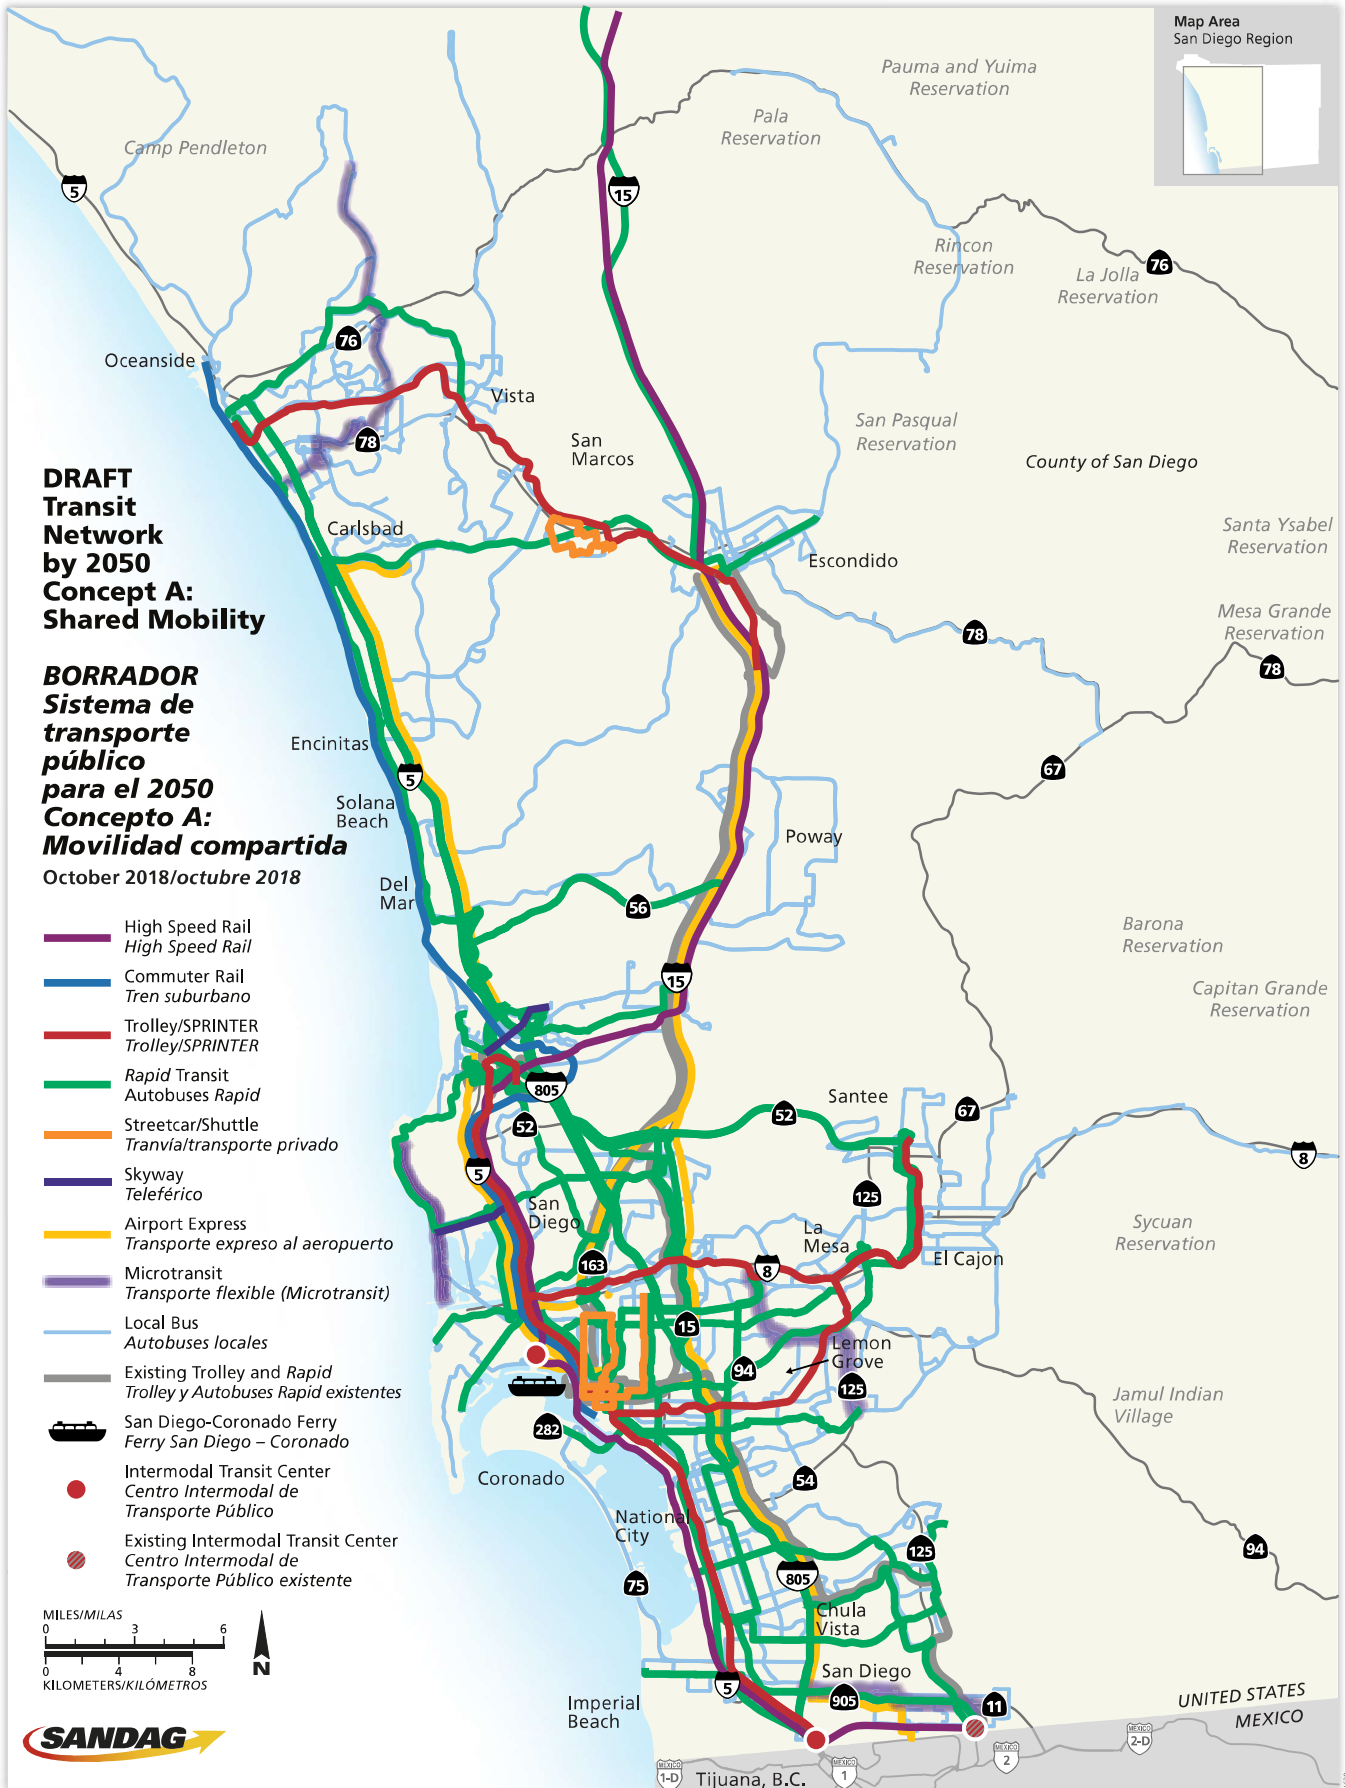 Map Area
San Diego Region
Pauma and Yuima
Reservation
Pala
Reservation
Camp Pendleton
5
15
Rincon
Reservation
La Jolla
Reservation
76
76
Oceanside
Vista
San Pasqual
Reservation
San
Marcos
78
County of San Diego
DRAFT
Transit
Network
by 2050
Concept A:
Shared Mobility
Carlsbad
Santa Ysabel
Reservation
Escondido
Mesa Grande
Reservation
78
78
BORRADOR
Sistema de
transporte
público
para el 2050
Concepto A:
Movilidad compartida
October 2018/octubre 2018
Encinitas
5
67
Solana
Beach
Poway
Del
Mar
56
Barona
Reservation
15
Capitan Grande
Reservation
High Speed Rail
High Speed Rail
Commuter Rail
Tren suburbano
Trolley/SPRINTER
Trolley/SPRINTER
Rapid Transit
Autobuses Rapid
Streetcar/Shuttle
Tranvía/transporte privado
Skyway
Teleférico
Airport Express
Transporte expreso al aeropuerto
Microtransit
Transporte flexible (Microtransit)
Local Bus
Autobuses locales
Existing Trolley and Rapid
Trolley y Autobuses Rapid existentes
San Diego-Coronado Ferry
Ferry San Diego – Coronado
Intermodal Transit Center
Centro Intermodal de
Transporte Público
Existing Intermodal Transit Center
Centro Intermodal de
Transporte Público existente
805
Santee
52
52
67
5
8
125
San
Diego
La
Mesa
Sycuan
Reservation
El Cajon
163
8
15
Lemon
Grove
94
125
Jamul Indian
Village
282
Coronado
54
National
City
125
94
75
805
Chula
Vista
MILES/MILAS
0 3 6
0 4 8
KILOMETERS/KILÓMETROS
N
San Diego
5
905
11
Imperial
Beach
UNITED STATES
MEXICO
SANDAG
MEXICO
2-D
MEXICO
2
MEXICO
1
MEXICO
1-D
Tijuana, B.C.